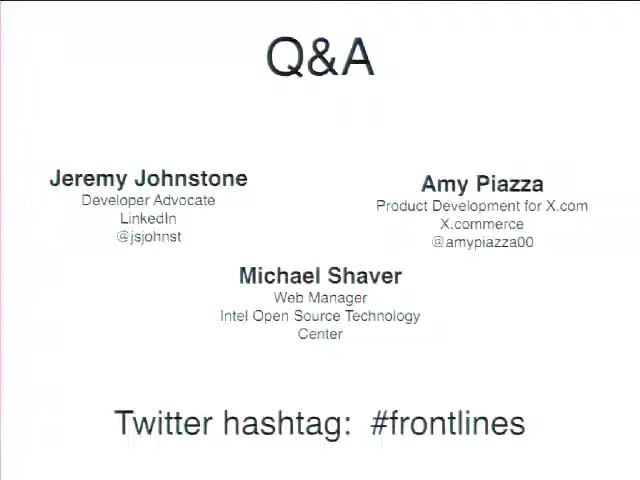 Q&A
Jeremy Johnstone
Developer Advocate
LinkedIn
@jsjohnst
Amy Piazza
Product Development for X.com
X.commerce
@amypiazza00
Michael Shaver
Web Manager
Intel Open Source Technology
Center
Twitter hashtag: #frontlines